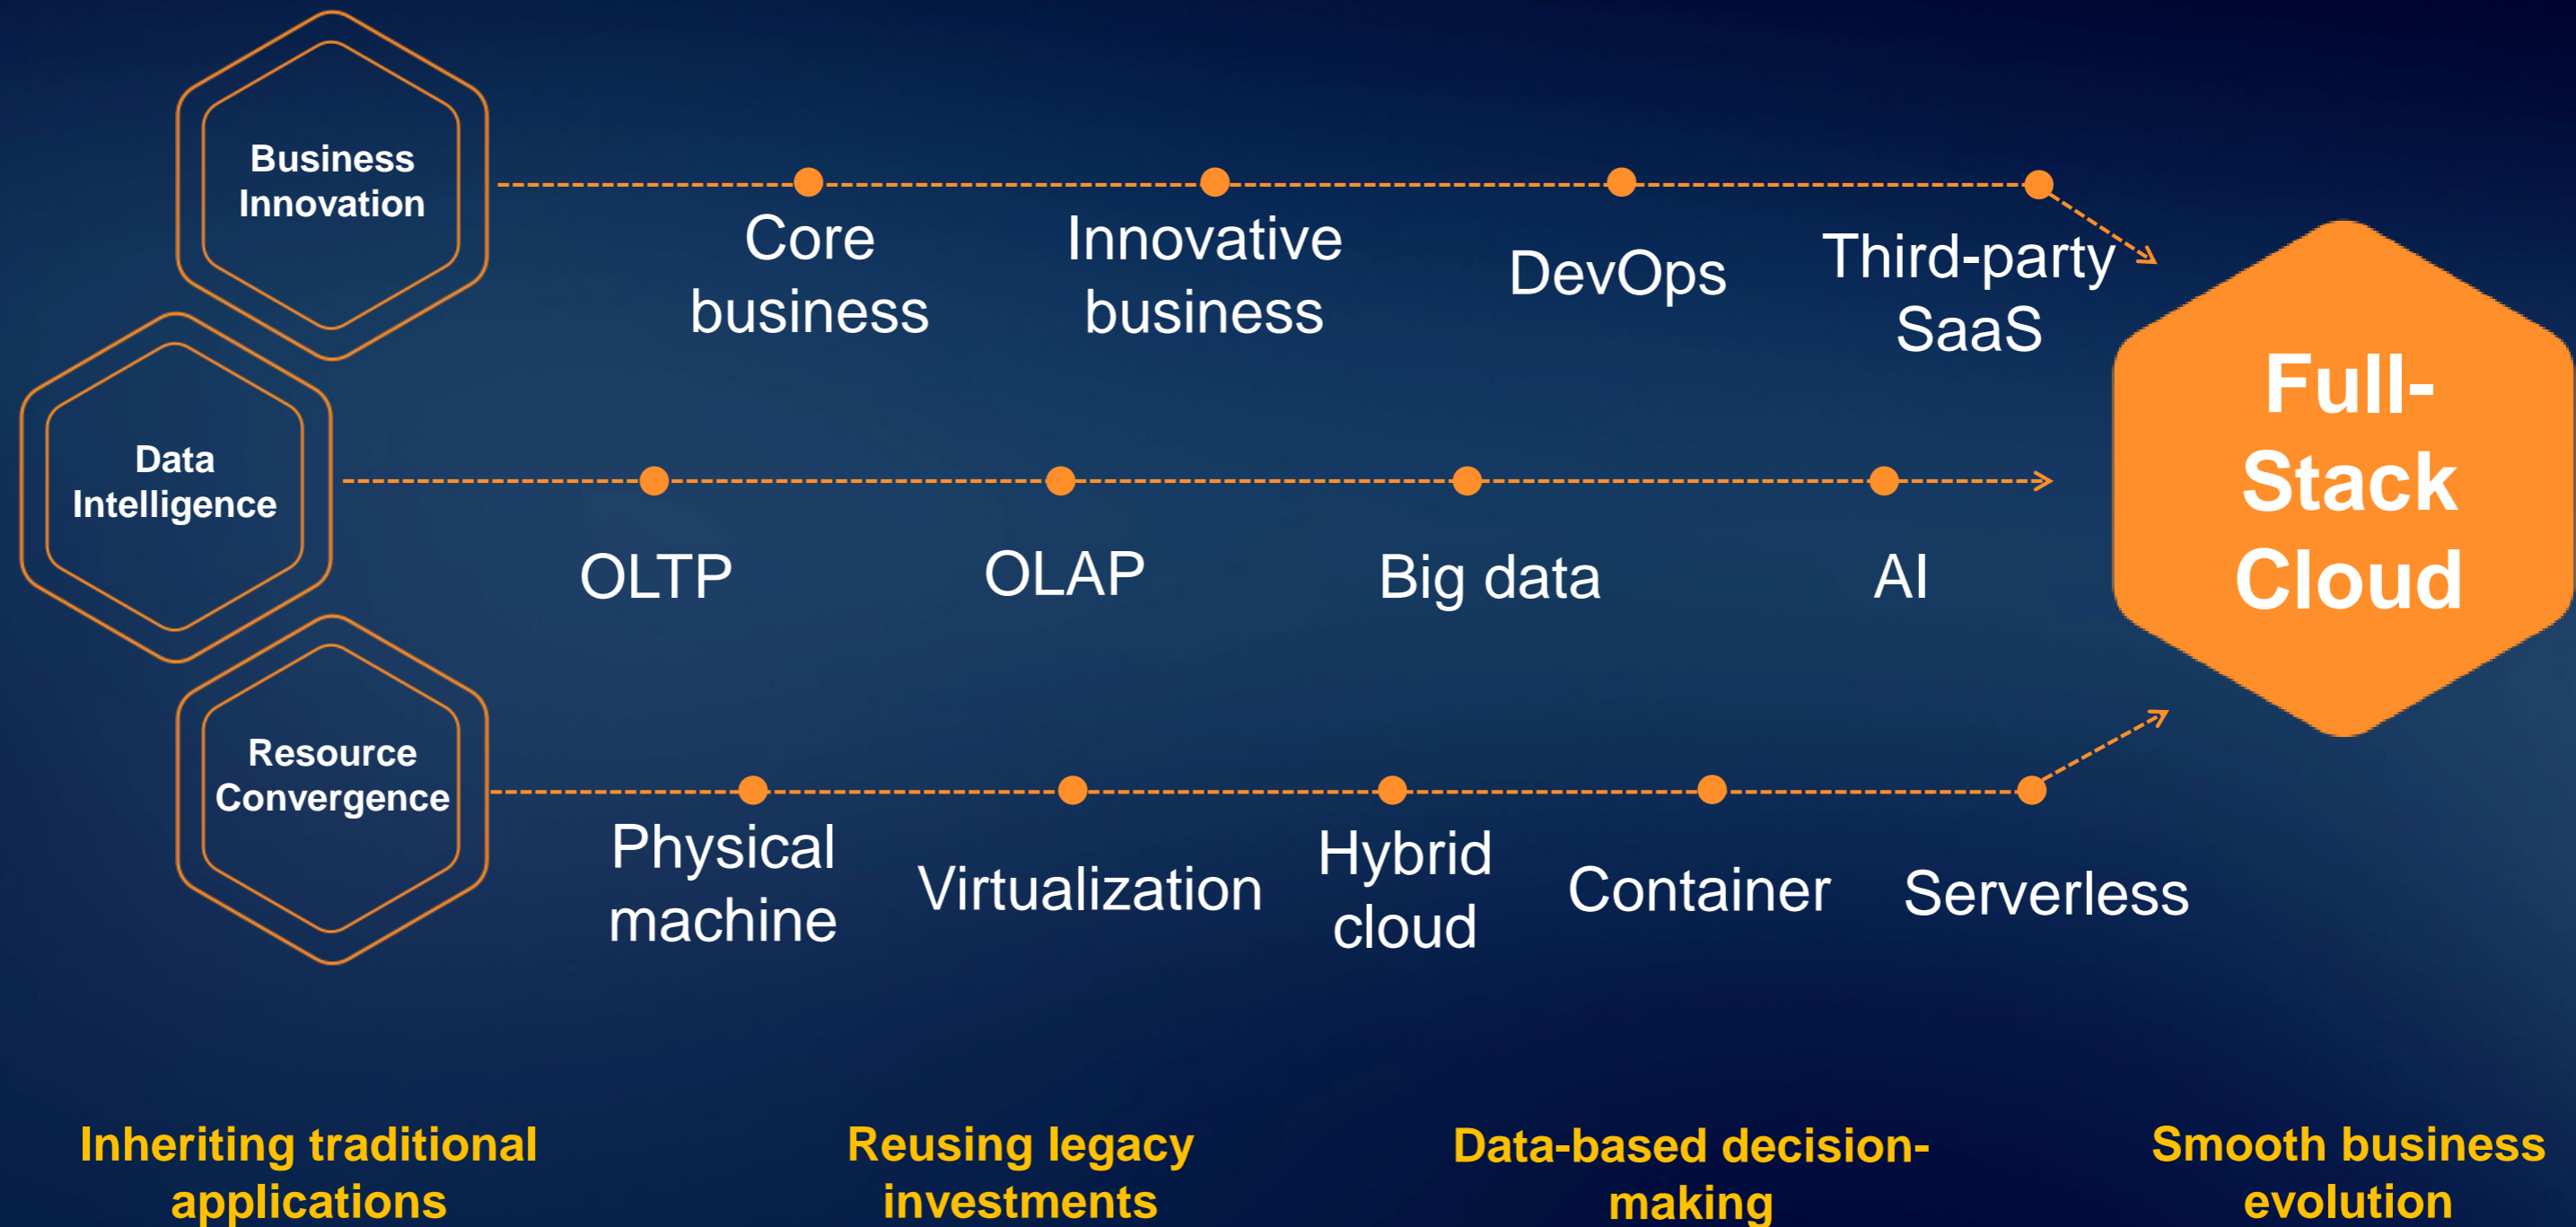 Business
Innovation
Core
business
Innovative
business
DevOps
Third-party
SaaS
Full-
Stack
Cloud
Data
Intelligence
OLTP
OLAP
Big data
AI
Resource
Convergence
Physical
machine
Virtualization
Hybrid
cloud
Container
Serverless
Inheriting traditional
applications
Reusing legacy
investments
Data-based decision-
making
Smooth business
evolution